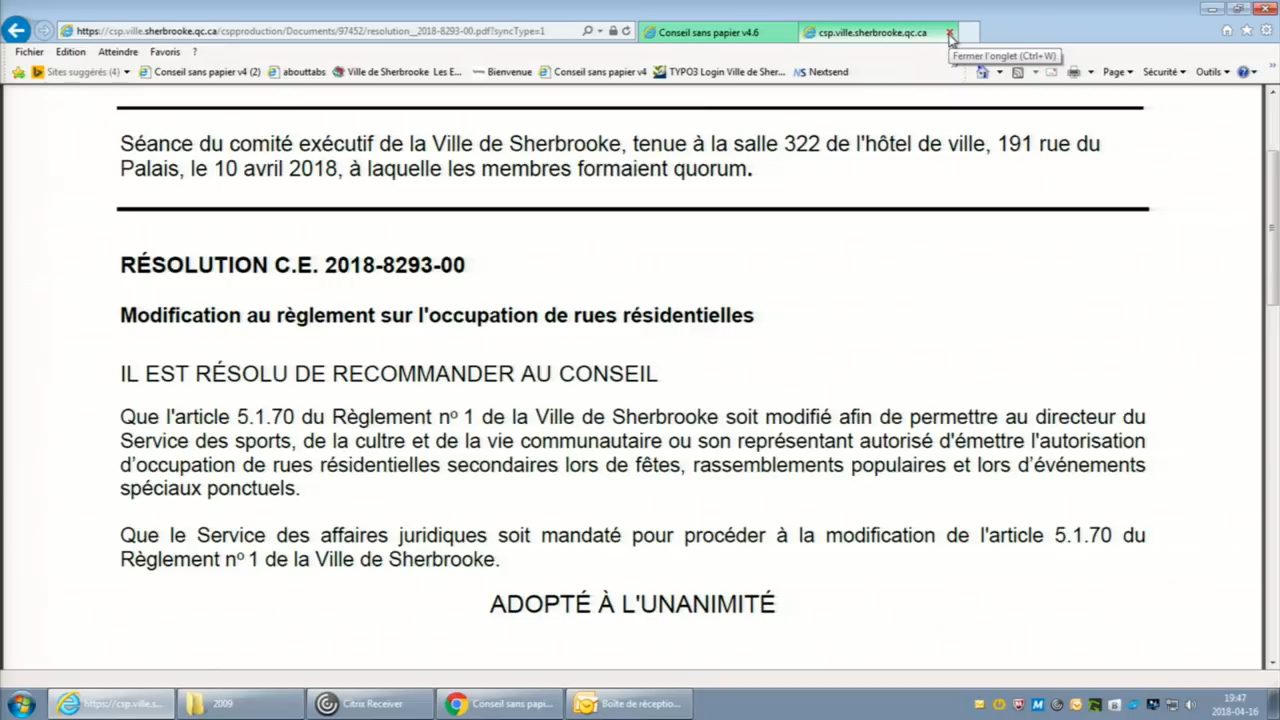 https://csp.ville.sherbrooke.qc.ca/cspproduction/Documents/97452/resolution__2018-8293-00.pdf?syncType=1
Conseil sans papier v4.6
csp.ville.sherbrooke.qc.ca
Fermer l'onglet (Ctrl+W)
Fichier Edition Atteindre Favoris ?
Sites suggérés (4) Conseil sans papier v4 (2) abouttabs Ville de Sherbrooke Les E... Bienvenue Conseil sans papier v4 TYPO3 Login Ville de Sher... NS Nextsend Page Sécurité Outils
Séance du comité exécutif de la Ville de Sherbrooke, tenue à la salle 322 de l'hôtel de ville, 191 rue du
Palais, le 10 avril 2018, à laquelle les membres formaient quorum.
RÉSOLUTION C.E. 2018-8293-00
Modification au règlement sur l'occupation de rues résidentielles
IL EST RÉSOLU DE RECOMMANDER AU CONSEIL
Que l'article 5.1.70 du Règlement nº 1 de la Ville de Sherbrooke soit modifié afin de permettre au directeur du
Service des sports, de la cultre et de la vie communautaire ou son représentant autorisé d'émettre l'autorisation
d’occupation de rues résidentielles secondaires lors de fêtes, rassemblements populaires et lors d’événements
spéciaux ponctuels.
Que le Service des affaires juridiques soit mandaté pour procéder à la modification de l'article 5.1.70 du
Règlement nº 1 de la Ville de Sherbrooke.
ADOPTÉ À L'UNANIMITÉ
https://csp.ville.s... 2009 Citrix Receiver Conseil sans papi... Boîte de réceptio...
19:47
2018-04-16